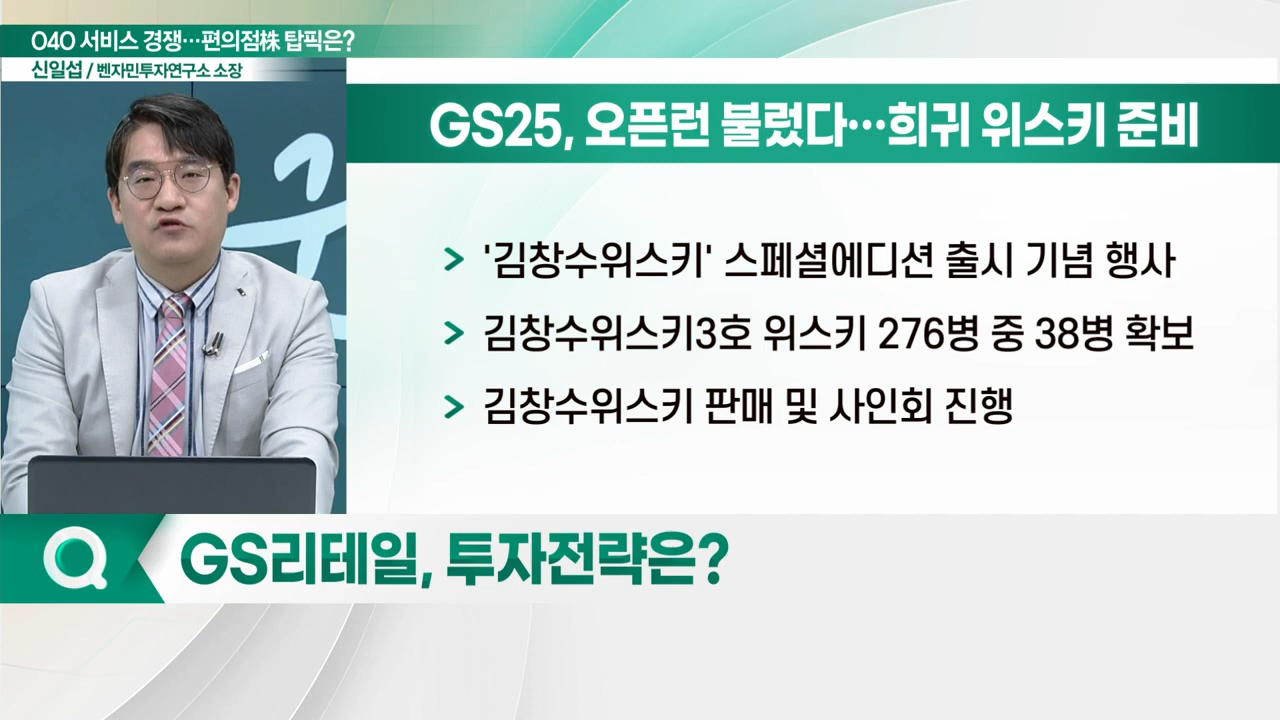 O4O 서비스 경쟁…편의점株 탑픽은?
신일섭 / 벤자민투자연구소 소장
GS25, 오픈런 불렀다…희귀 위스키 준비
> '김창수위스키' 스페셜에디션 출시 기념 행사
> 김창수위스키3호 위스키 276병 중 38병 확보
> 김창수위스키 판매 및 사인회 진행
Q GS리테일, 투자전략은?